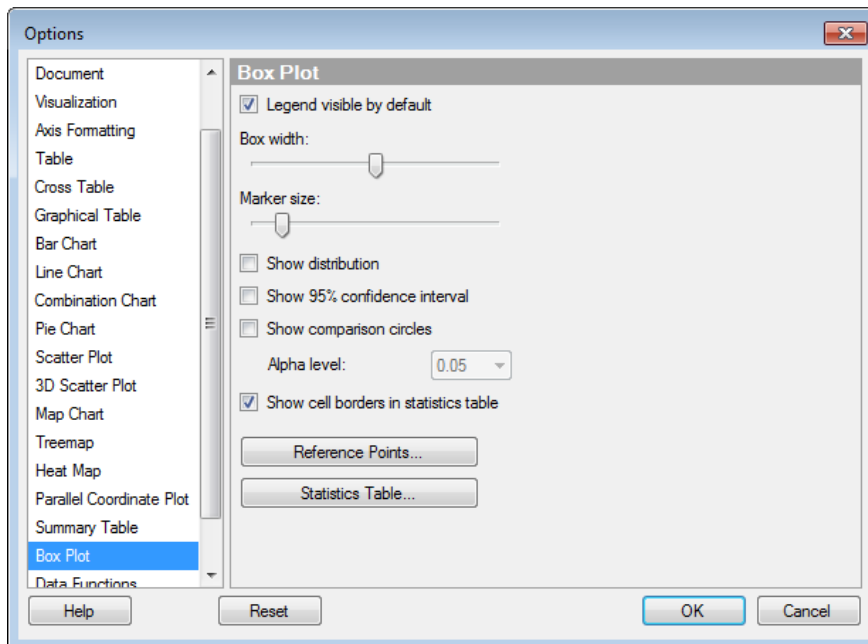 Options
Document
Visualization
Axis Formatting
Table
Cross Table
Graphical Table
Bar Chart
Line Chart
Combination Chart
Pie Chart
Scatter Plot
3D Scatter Plot
Map Chart
Treemap
Heat Map
Parallel Coordinate Plot
Summary Table
Box Plot
Data Functions
Box Plot
Legend visible by default
Box width:
Marker size:
Show distribution
Show 95% confidence interval
Show comparison circles
Alpha level: 0.05
Show cell borders in statistics table
Reference Points...
Statistics Table...
Help Reset OK Cancel